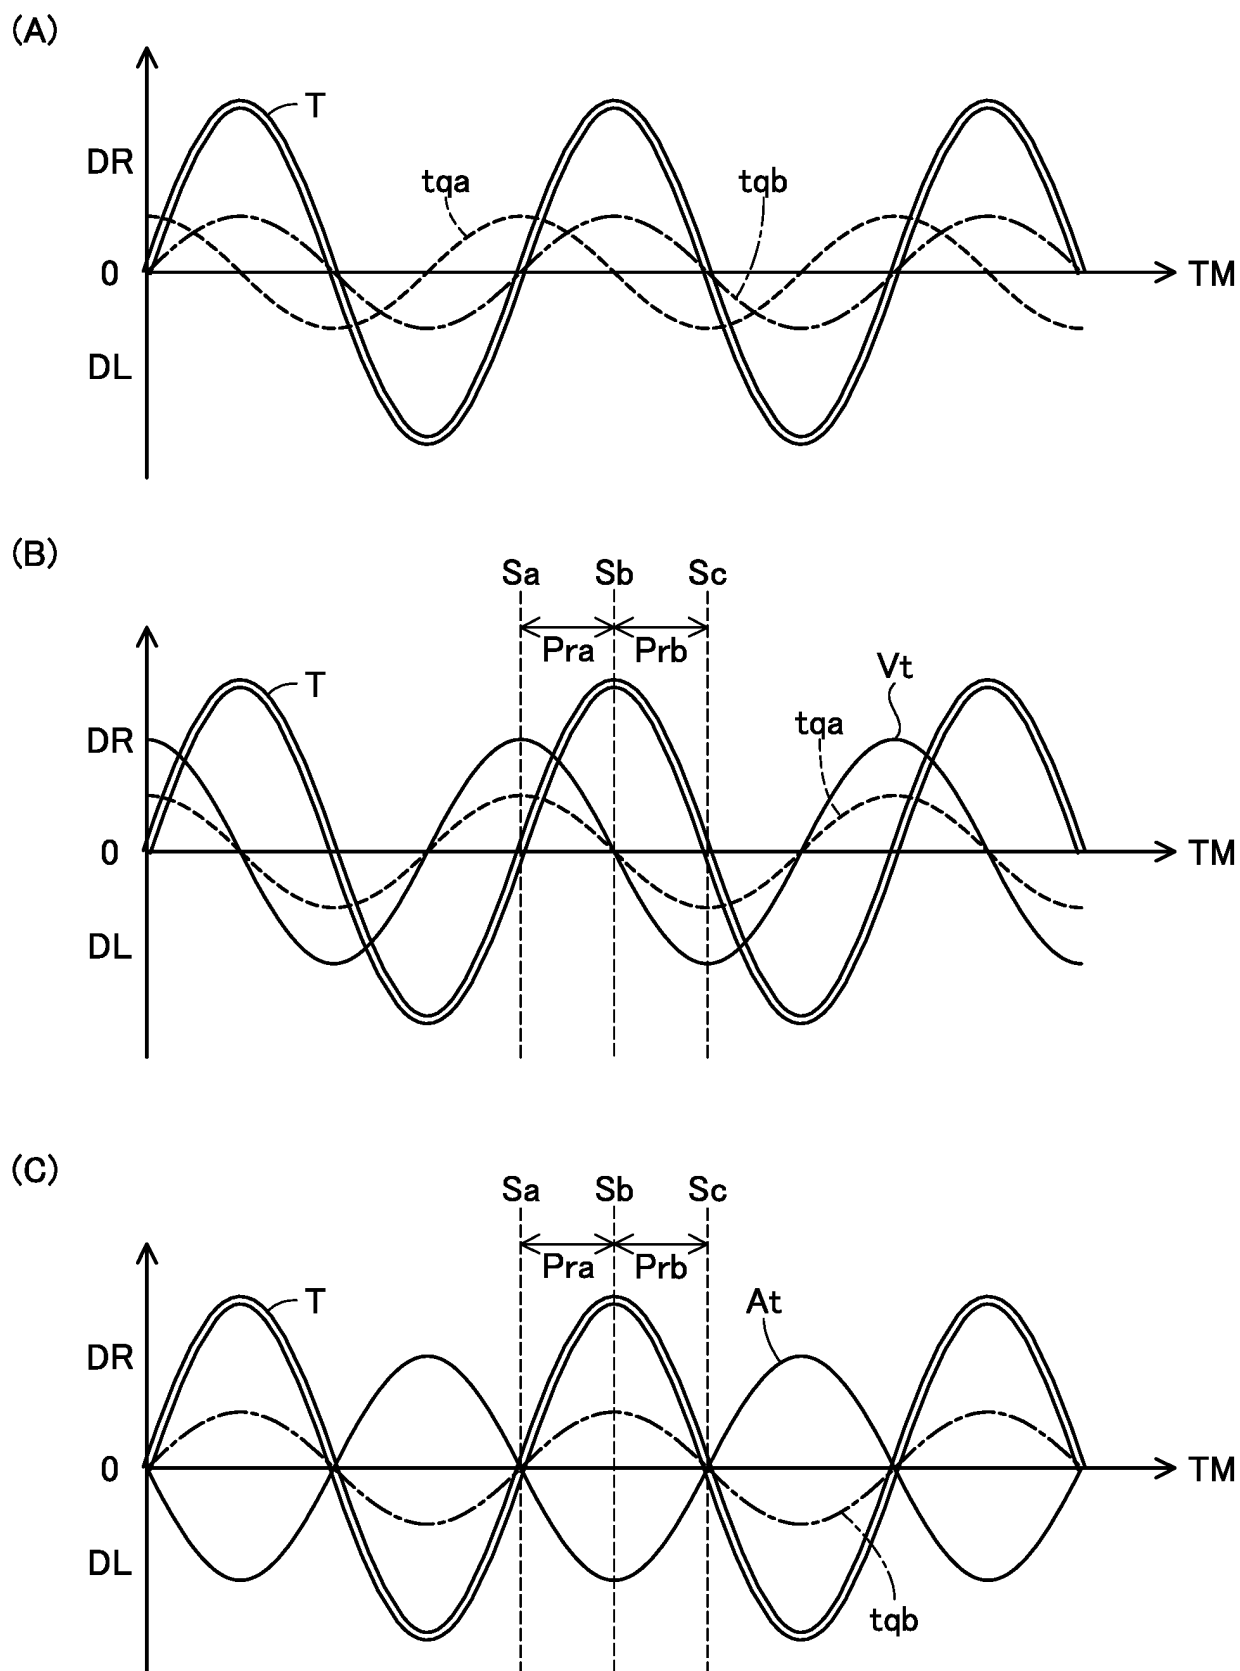 (A)
T
DR
tqa
tqb
0
TM
DL
(B)
Sa Sb Sc
Pra Prb
T
Vt
tqa
DR
0
TM
DL
(C)
Sa Sb Sc
Pra Prb
T
At
DR
0
TM
DL
tqb